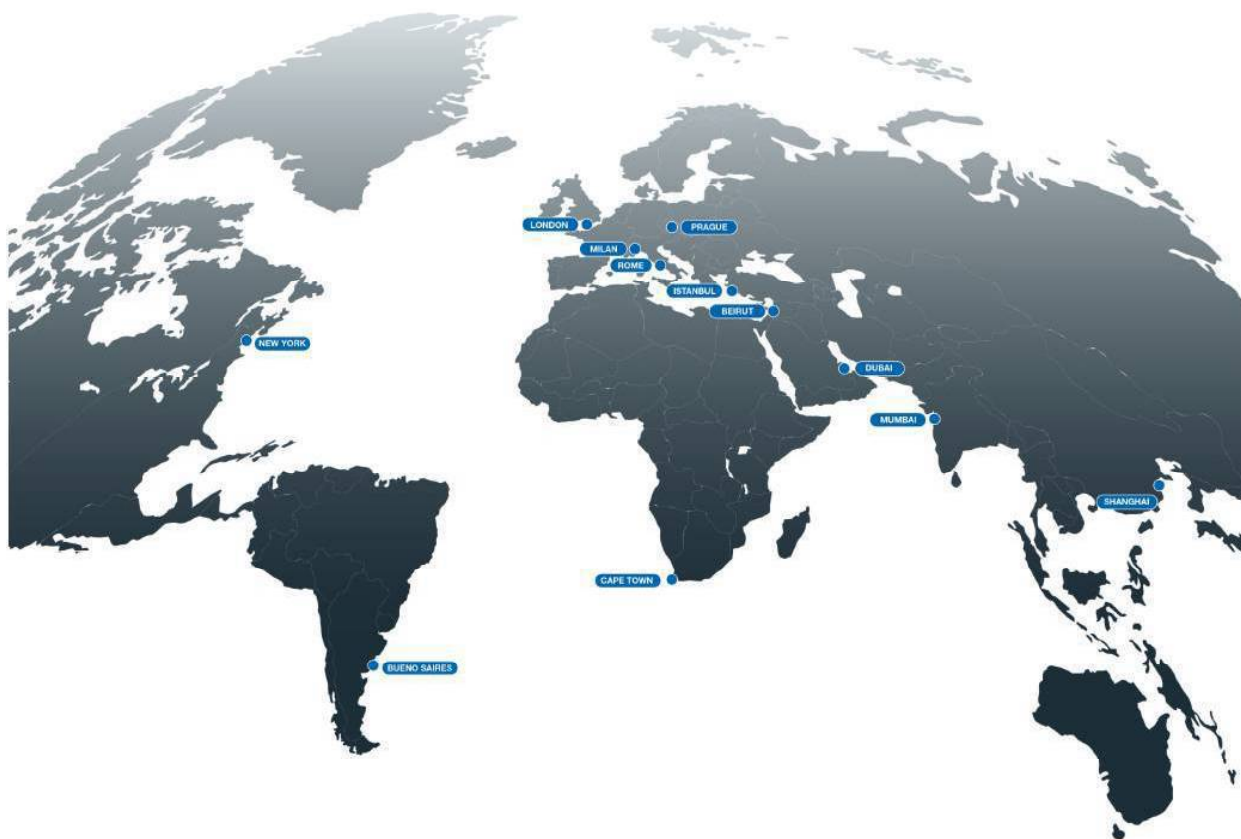 LONDON
PRAGUE
MILAN
ROME
ISTANBUL
BEIRUT
NEW YORK
DUBAI
MUMBAI
SHANGHAI
CAPE TOWN
BUENO SAIRES